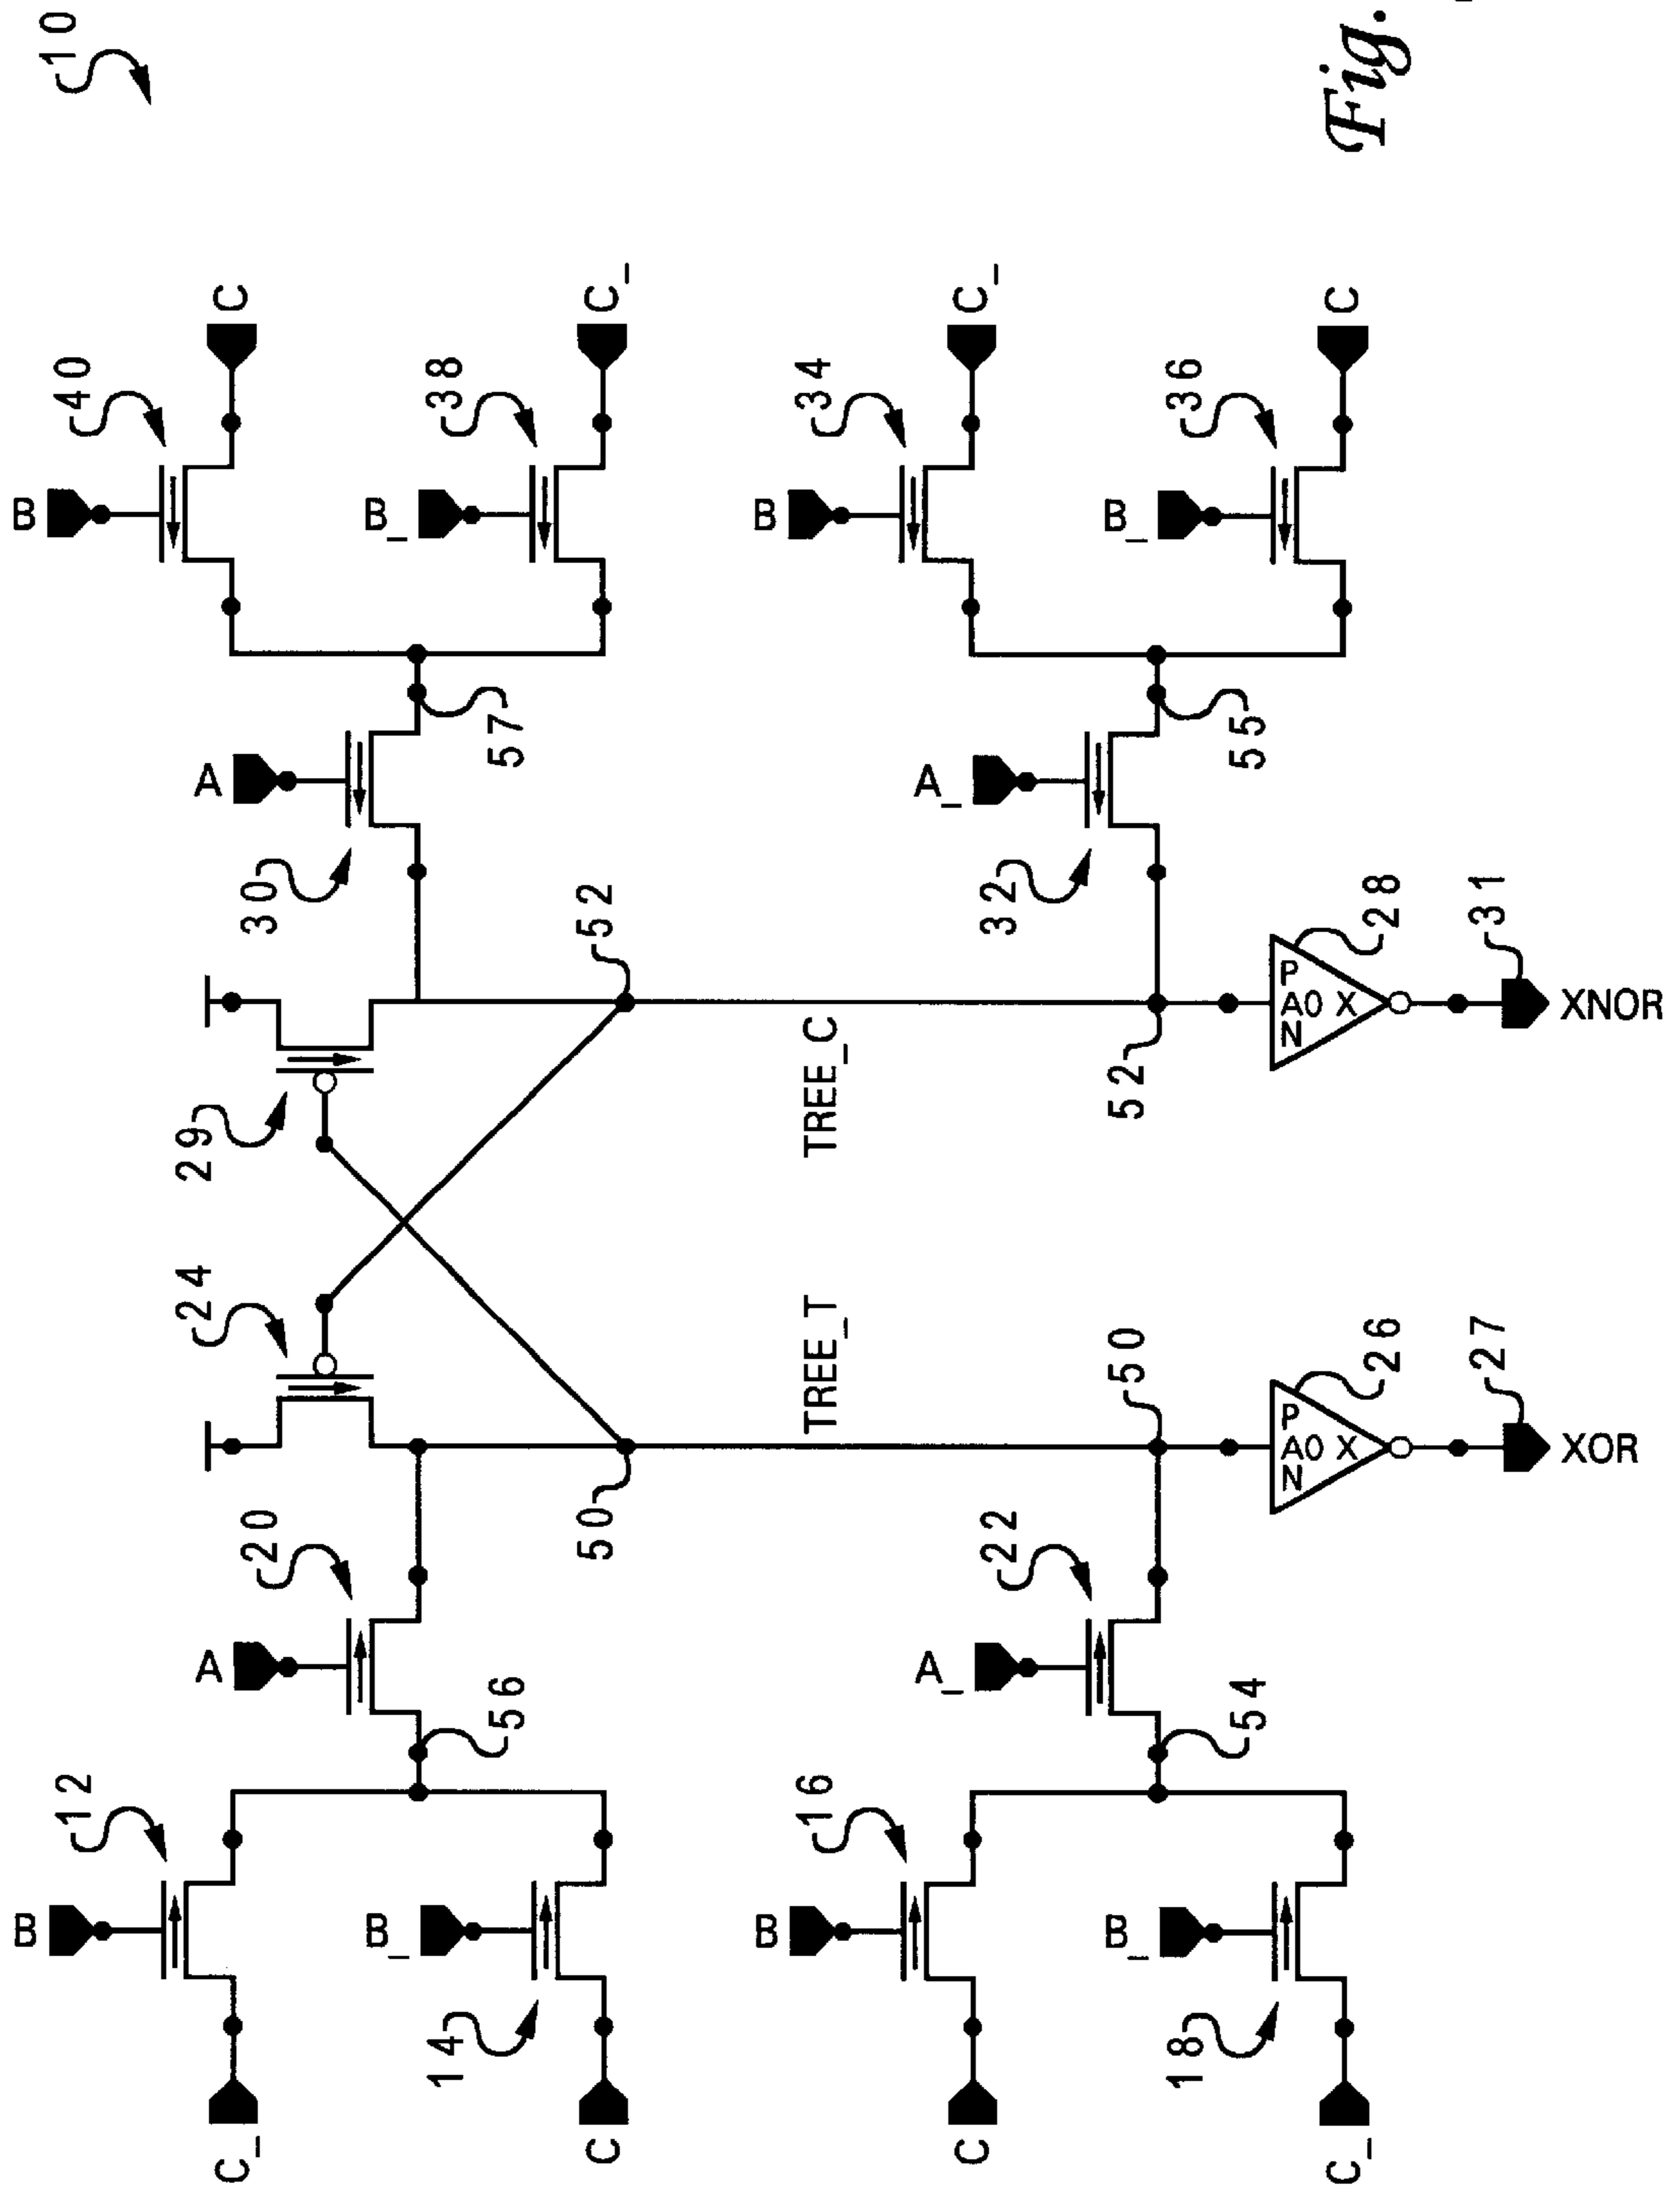 10
B
40
C
12
B
C_
A
30
57
29
24
20
A
56
B_
38
C_
B_
14
C
52
50
TREE_C
TREE_T
B
34
C_
A_
32
55
52
50
22
A_
54
B
16
C
B_
36
C
B_
18
C_
P
A0 X
N
28
31
XNOR
P
A0 X
N
26
27
XOR
Fig.